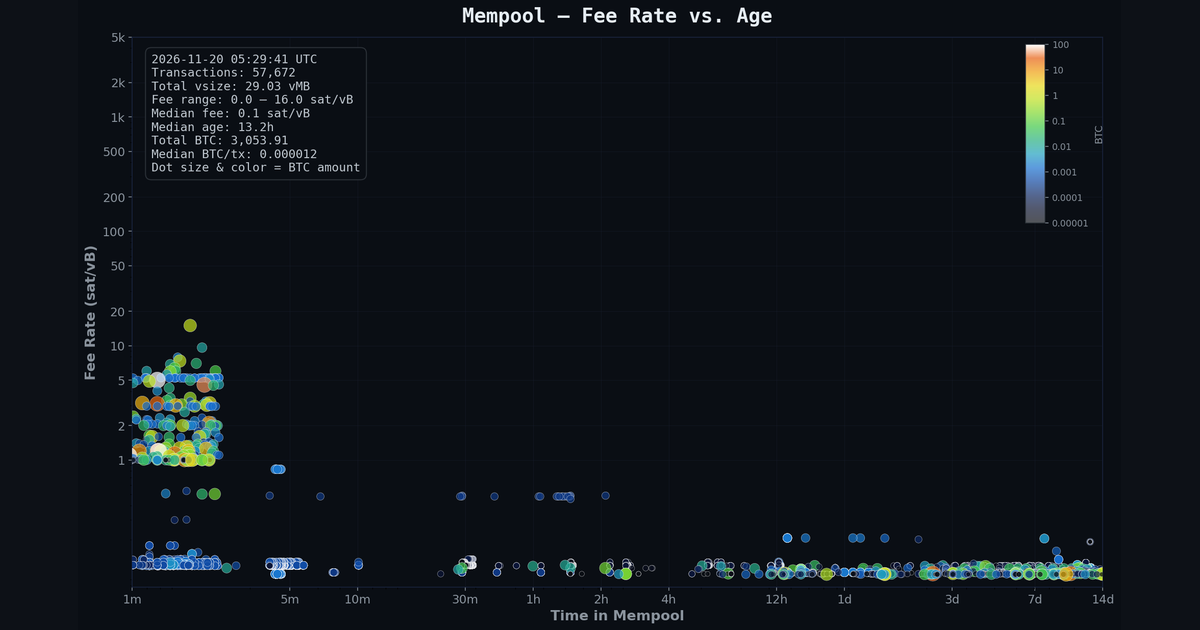 Mempool — Fee Rate vs. Age
2026-11-20 05:29:41 UTC
Transactions: 57,672
Total vsize: 29.03 vMB
Fee range: 0.0 — 16.0 sat/vB
Median fee: 0.1 sat/vB
Median age: 13.2h
Total BTC: 3,053.91
Median BTC/tx: 0.000012
Dot size & color = BTC amount
100
10
1
0.1
0.01
0.001
0.0001
0.00001
BTC
Fee Rate (sat/vB)
5k
2k
1k
500
200
100
50
20
10
5
2
1
1m 5m 10m 30m 1h 2h 4h 12h 1d 3d 7d 14d
Time in Mempool